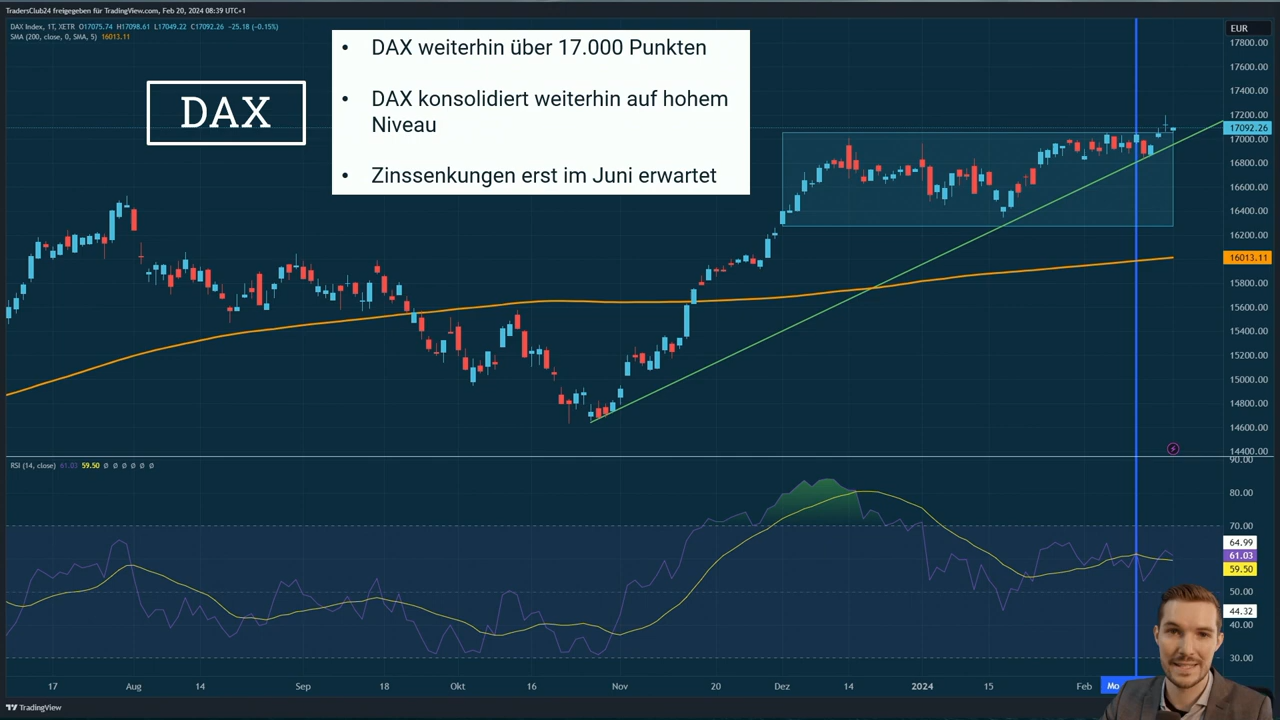 TradersClub24 freigegeben für TradingView.com, Feb 20, 2024 08:39 UTC+1
DAX Index, 1T, XETR O17075.74 H17098.61 L17049.22 C17092.26 −25.18 (−0.15%)
SMA (200, close, 0, SMA, 5) 16013.11
DAX
• DAX weiterhin über 17.000 Punkten
• DAX konsolidiert weiterhin auf hohem
Niveau
• Zinssenkungen erst im Juni erwartet
EUR
17800.00
17600.00
17400.00
17200.00
17092.26
17000.00
16800.00
16600.00
16400.00
16200.00
16013.11
15800.00
15600.00
15400.00
15200.00
15000.00
14800.00
14600.00
14400.00
RSI (14, close) 61.03 59.50 Ø Ø Ø Ø Ø Ø
90.00
80.00
70.00
64.99
61.03
59.50
50.00
44.32
40.00
30.00
17 Aug 14 Sep 18 Okt 16 Nov 20 Dez 14 2024 15 Feb Mo
TradingView